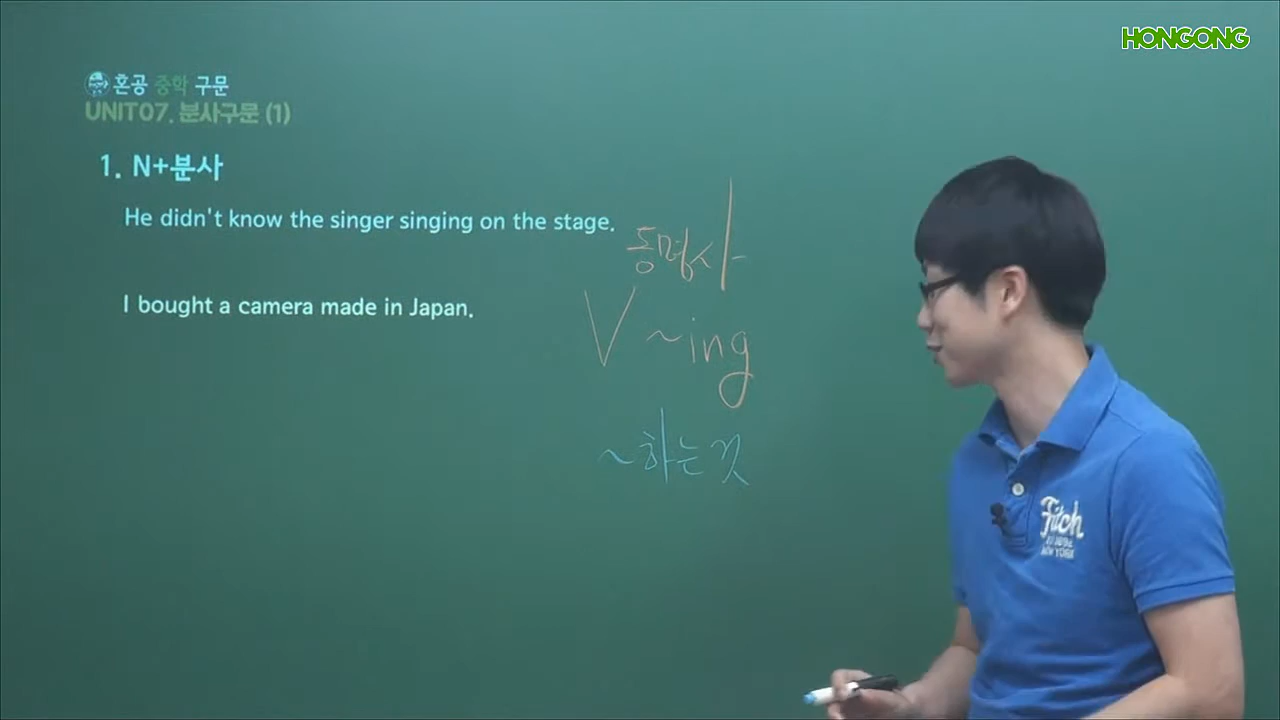 HONGONG
혼공 중학 구문
UNIT07. 분사구문 (1)
1. N+분사
He didn't know the singer singing on the stage.
동명사
V ~ing
I bought a camera made in Japan.
~하는것
Fitch
NEW YORK